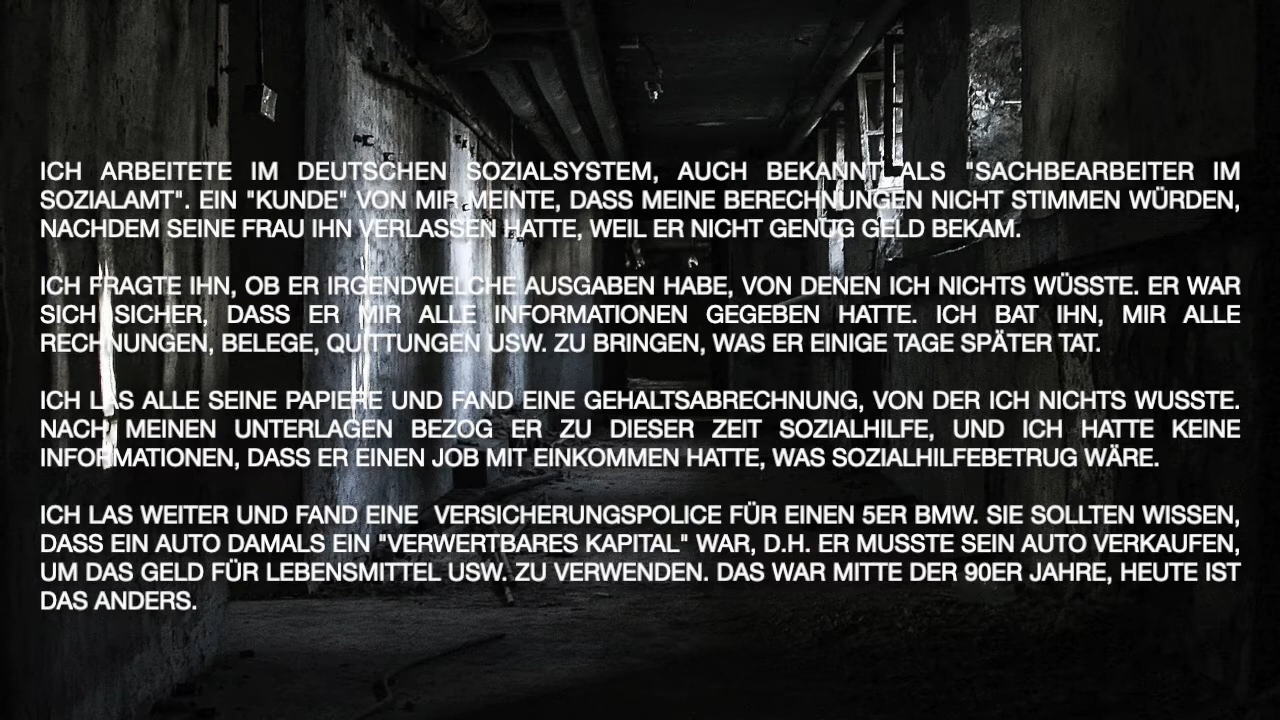 ICH ARBEITETE IM DEUTSCHEN SOZIALSYSTEM, AUCH BEKANNT ALS "SACHBEARBEITER IM
SOZIALAMT". EIN "KUNDE" VON MIR MEINTE, DASS MEINE BERECHNUNGEN NICHT STIMMEN WÜRDEN,
NACHDEM SEINE FRAU IHN VERLASSEN HATTE, WEIL ER NICHT GENUG GELD BEKAM.
ICH FRAGTE IHN, OB ER IRGENDWELCHE AUSGABEN HABE, VON DENEN ICH NICHTS WÜSSTE. ER WAR
SICH SICHER, DASS ER MIR ALLE INFORMATIONEN GEGEBEN HATTE. ICH BAT IHN, MIR ALLE
RECHNUNGEN, BELEGE, QUITTUNGEN USW. ZU BRINGEN, WAS ER EINIGE TAGE SPÄTER TAT.
ICH LAS ALLE SEINE PAPIERE UND FAND EINE GEHALTSABRECHNUNG, VON DER ICH NICHTS WUSSTE.
NACH MEINEN UNTERLAGEN BEZOG ER ZU DIESER ZEIT SOZIALHILFE, UND ICH HATTE KEINE
INFORMATIONEN, DASS ER EINEN JOB MIT EINKOMMEN HATTE, WAS SOZIALHILFEBETRUG WÄRE.
ICH LAS WEITER UND FAND EINE VERSICHERUNGSPOLICE FÜR EINEN 5ER BMW. SIE SOLLTEN WISSEN,
DASS EIN AUTO DAMALS EIN "VERWERTBARES KAPITAL" WAR, D.H. ER MUSSTE SEIN AUTO VERKAUFEN,
UM DAS GELD FÜR LEBENSMITTEL USW. ZU VERWENDEN. DAS WAR MITTE DER 90ER JAHRE, HEUTE IST
DAS ANDERS.